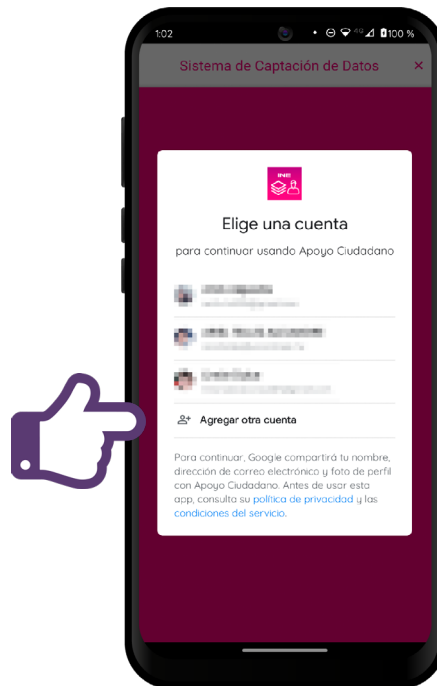 1:02
4G
100 %
Sistema de Captación de Datos ×
INE
Elige una cuenta
para continuar usando Apoyo Ciudadano
Agregar otra cuenta
Para continuar, Google compartirá tu nombre,
dirección de correo electrónico y foto de perfil
con Apoyo Ciudadano. Antes de usar esta
app, consulta su política de privacidad y las
condiciones del servicio.